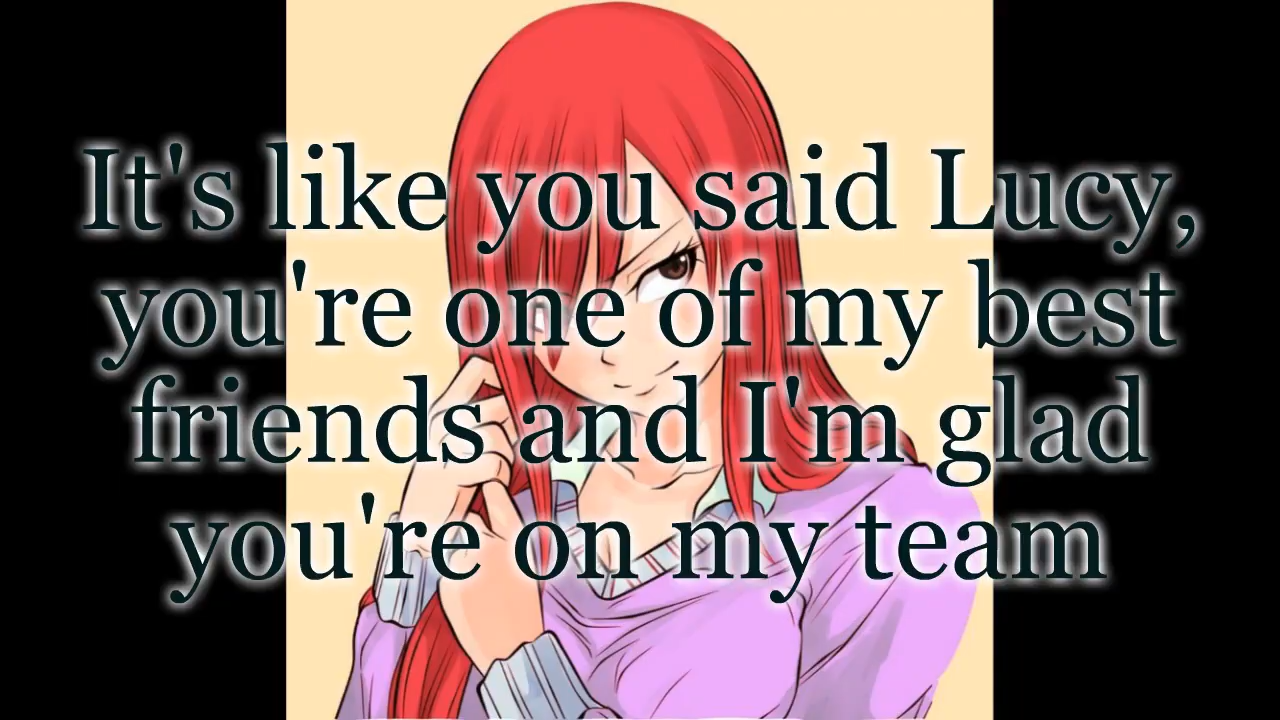 It's like you said Lucy,
you're one of my best
friends and I'm glad
you're on my team